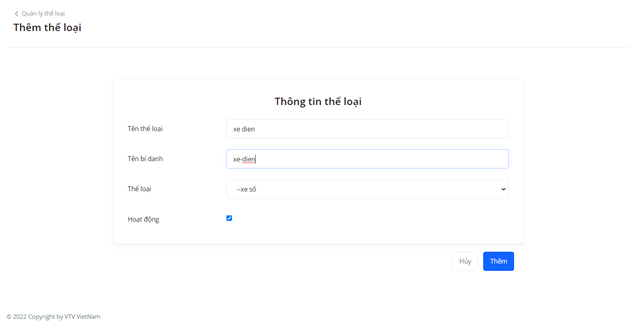 Quản lý thể loại
Thêm thể loại
Thông tin thể loại
Tên thể loại
xe dien
Tên bí danh
xe-dien
Thể loại
--xe số
Hoạt động
Hủy
Thêm
© 2022 Copyright by VTV VietNam